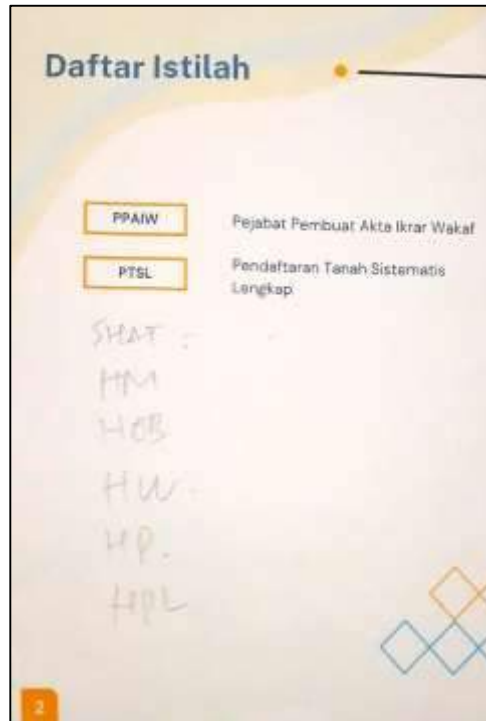 Daftar Istilah
PPAIW
Pejabat Pembuat Akta Ikrar Wakaf
PTSL
Pendaftaran Tanah Sistematis
Lengkap
SHAT :
HM
HGB
HW -
HP.
HPL
2